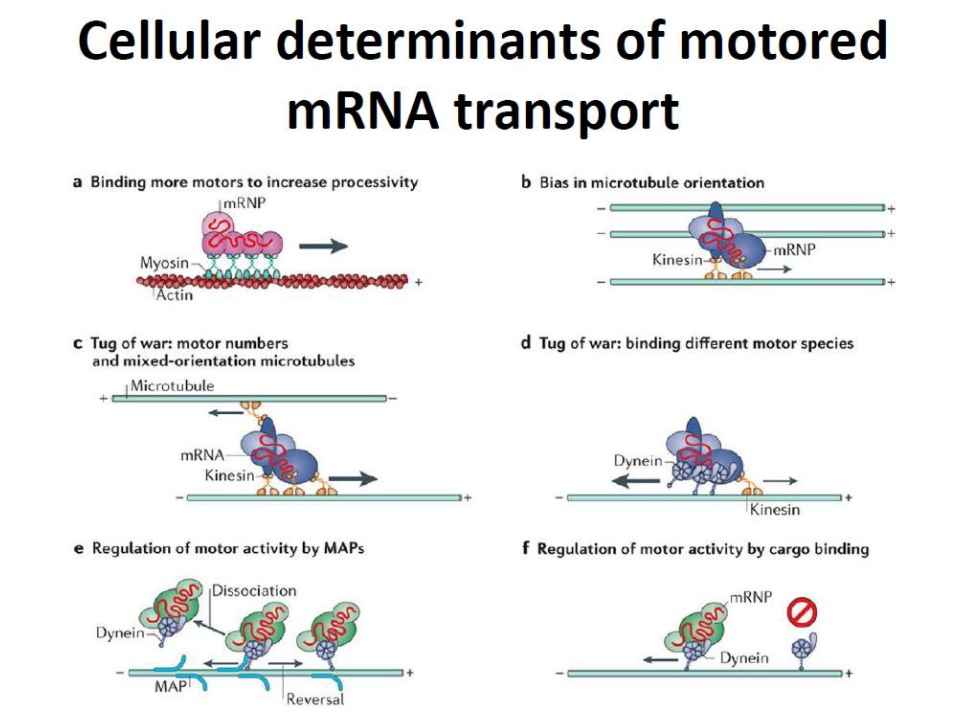 Cellular determinants of motored
mRNA transport
a Binding more motors to increase processivity
mRNP
Myosin
Actin
+
b Bias in microtubule orientation
− +
− +
Kinesin
mRNP
− +
c Tug of war: motor numbers
and mixed-orientation microtubules
Microtubule
+ −
mRNA
Kinesin
− +
d Tug of war: binding different motor species
Dynein
− +
Kinesin
e Regulation of motor activity by MAPs
Dissociation
Dynein
− +
MAP
Reversal
f Regulation of motor activity by cargo binding
mRNP
Dynein
− +